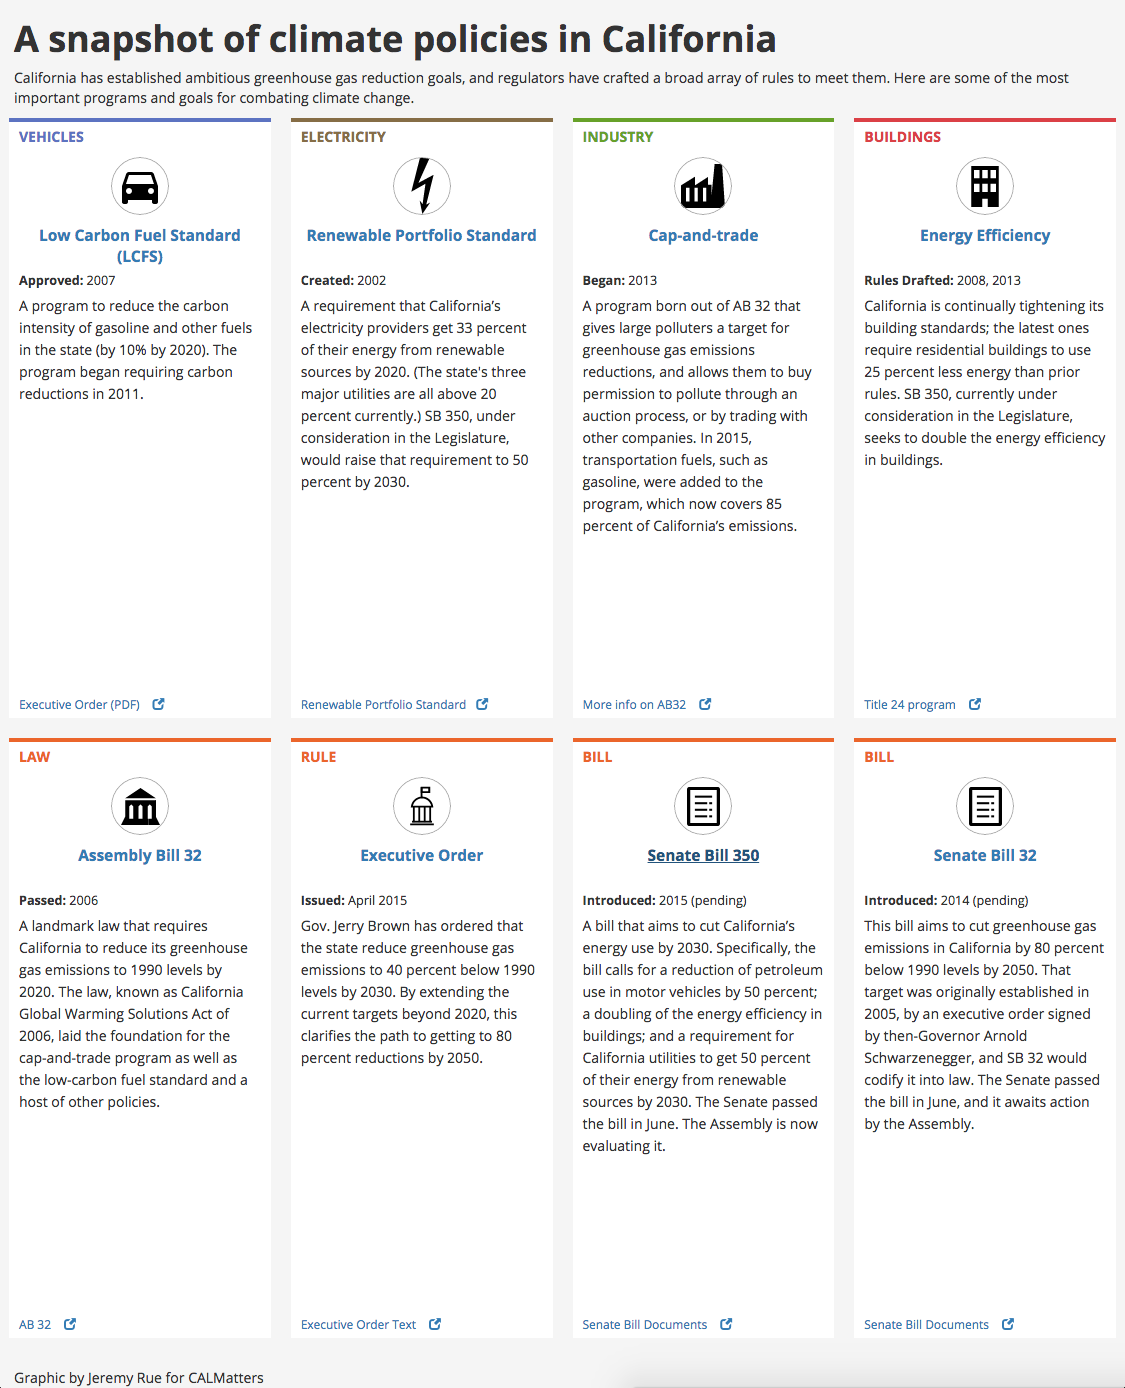 A snapshot of climate policies in California
California has established ambitious greenhouse gas reduction goals, and regulators have crafted a broad array of rules to meet them. Here are some of the most
important programs and goals for combating climate change.
VEHICLES
Low Carbon Fuel Standard
(LCFS)
Approved: 2007
A program to reduce the carbon
intensity of gasoline and other fuels
in the state (by 10% by 2020). The
program began requiring carbon
reductions in 2011.
Executive Order (PDF)
ELECTRICITY
Renewable Portfolio Standard
Created: 2002
A requirement that California’s
electricity providers get 33 percent
of their energy from renewable
sources by 2020. (The state's three
major utilities are all above 20
percent currently.) SB 350, under
consideration in the Legislature,
would raise that requirement to 50
percent by 2030.
Renewable Portfolio Standard
INDUSTRY
Cap-and-trade
Began: 2013
A program born out of AB 32 that
gives large polluters a target for
greenhouse gas emissions
reductions, and allows them to buy
permission to pollute through an
auction process, or by trading with
other companies. In 2015,
transportation fuels, such as
gasoline, were added to the
program, which now covers 85
percent of California’s emissions.
More info on AB32
BUILDINGS
Energy Efficiency
Rules Drafted: 2008, 2013
California is continually tightening its
building standards; the latest ones
require residential buildings to use
25 percent less energy than prior
rules. SB 350, currently under
consideration in the Legislature,
seeks to double the energy efficiency
in buildings.
Title 24 program
LAW
Assembly Bill 32
Passed: 2006
A landmark law that requires
California to reduce its greenhouse
gas emissions to 1990 levels by
2020. The law, known as California
Global Warming Solutions Act of
2006, laid the foundation for the
cap-and-trade program as well as
the low-carbon fuel standard and a
host of other policies.
AB 32
RULE
Executive Order
Issued: April 2015
Gov. Jerry Brown has ordered that
the state reduce greenhouse gas
emissions to 40 percent below 1990
levels by 2030. By extending the
current targets beyond 2020, this
clarifies the path to getting to 80
percent reductions by 2050.
Executive Order Text
BILL
Senate Bill 350
Introduced: 2015 (pending)
A bill that aims to cut California’s
energy use by 2030. Specifically, the
bill calls for a reduction of petroleum
use in motor vehicles by 50 percent;
a doubling of the energy efficiency in
buildings; and a requirement for
California utilities to get 50 percent
of their energy from renewable
sources by 2030. The Senate passed
the bill in June. The Assembly is now
evaluating it.
Senate Bill Documents
BILL
Senate Bill 32
Introduced: 2014 (pending)
This bill aims to cut greenhouse gas
emissions in California by 80 percent
below 1990 levels by 2050. That
target was originally established in
2005, by an executive order signed
by then-Governor Arnold
Schwarzenegger, and SB 32 would
codify it into law. The Senate passed
the bill in June, and it awaits action
by the Assembly.
Senate Bill Documents
Graphic by Jeremy Rue for CALMatters